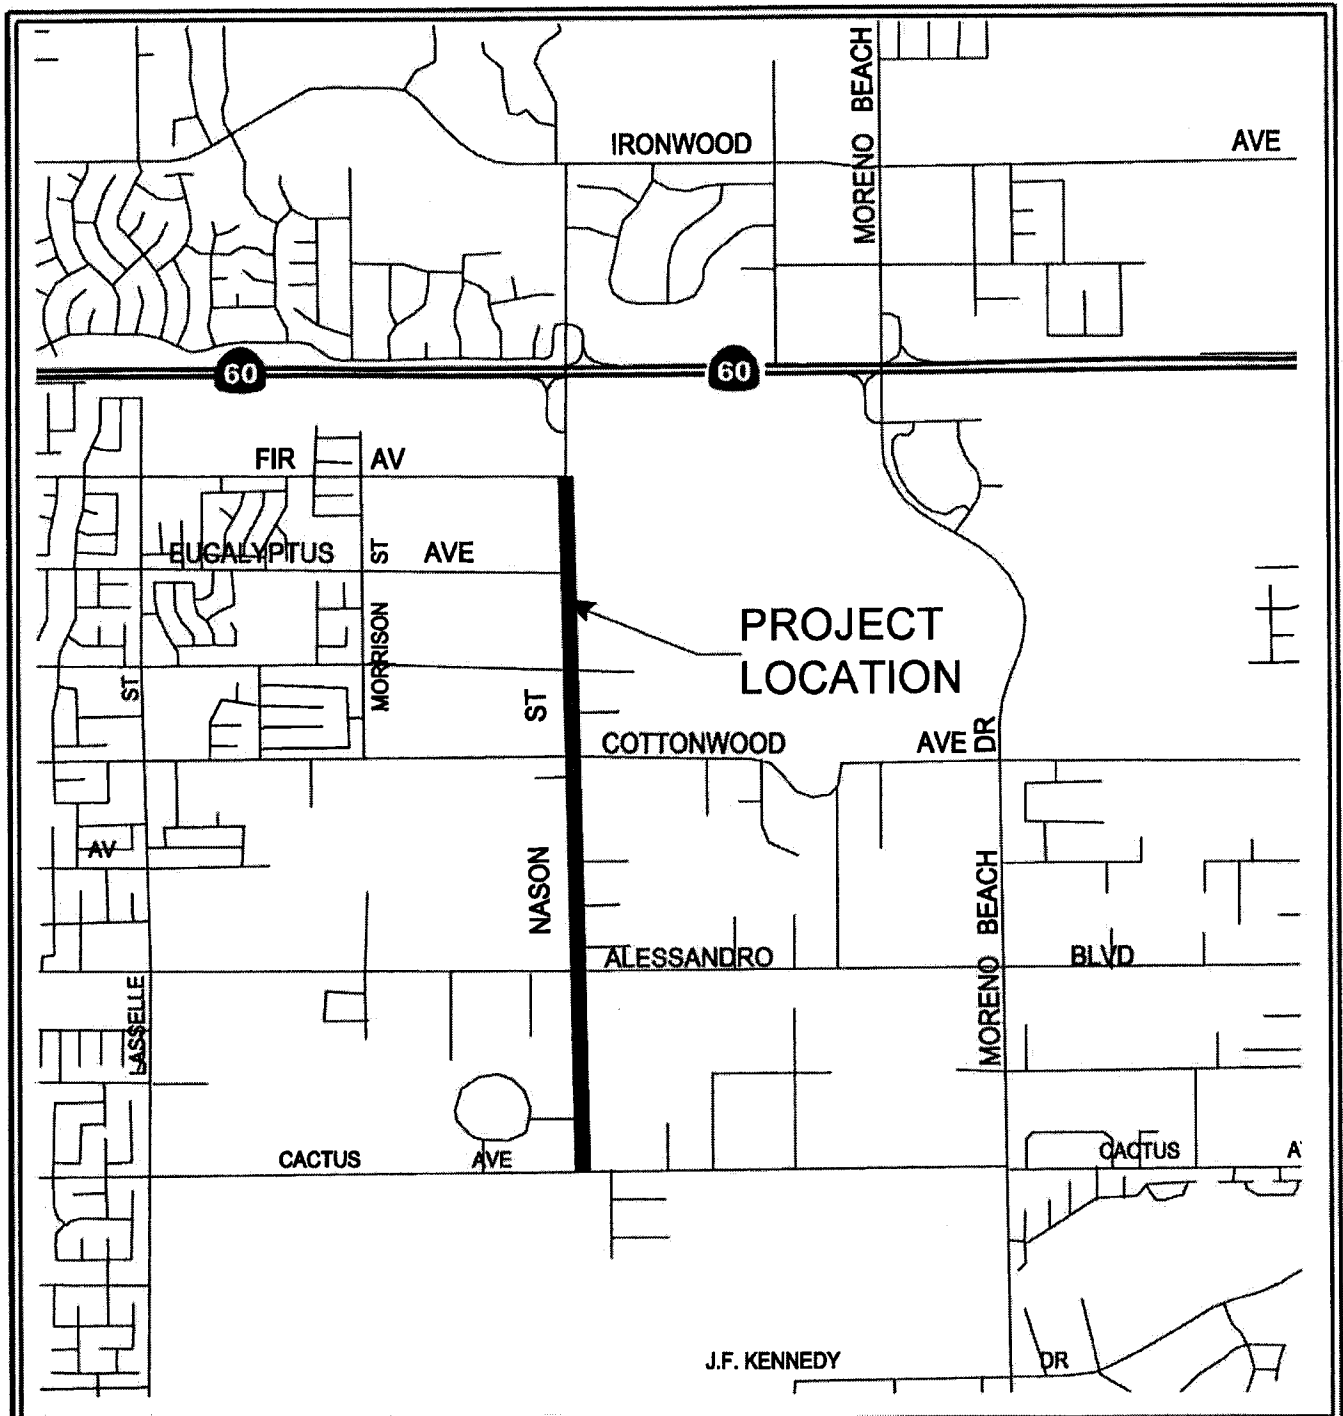 MORENO BEACH
IRONWOOD AVE
60 60
FIR AV
EUCALYPTUS ST AVE
MORRISON
PROJECT
LOCATION
ST
ST
COTTONWOOD AVE DR
AV
NASON
MORENO BEACH
ALESSANDRO BLVD
LASSELLE
CACTUS AVE
CACTUS A
J.F. KENNEDY DR